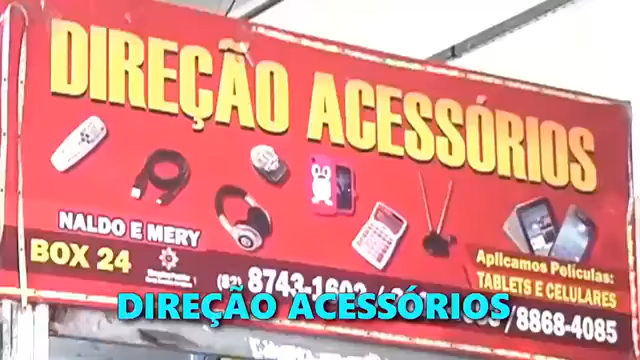 DIREÇÃO ACESSÓRIOS
NALDO E MERY
BOX 24
Aplicamos Películas:
TABLETS E CELULARES
8743-1602 / /8868-4085
DIREÇÃO ACESSÓRIOS